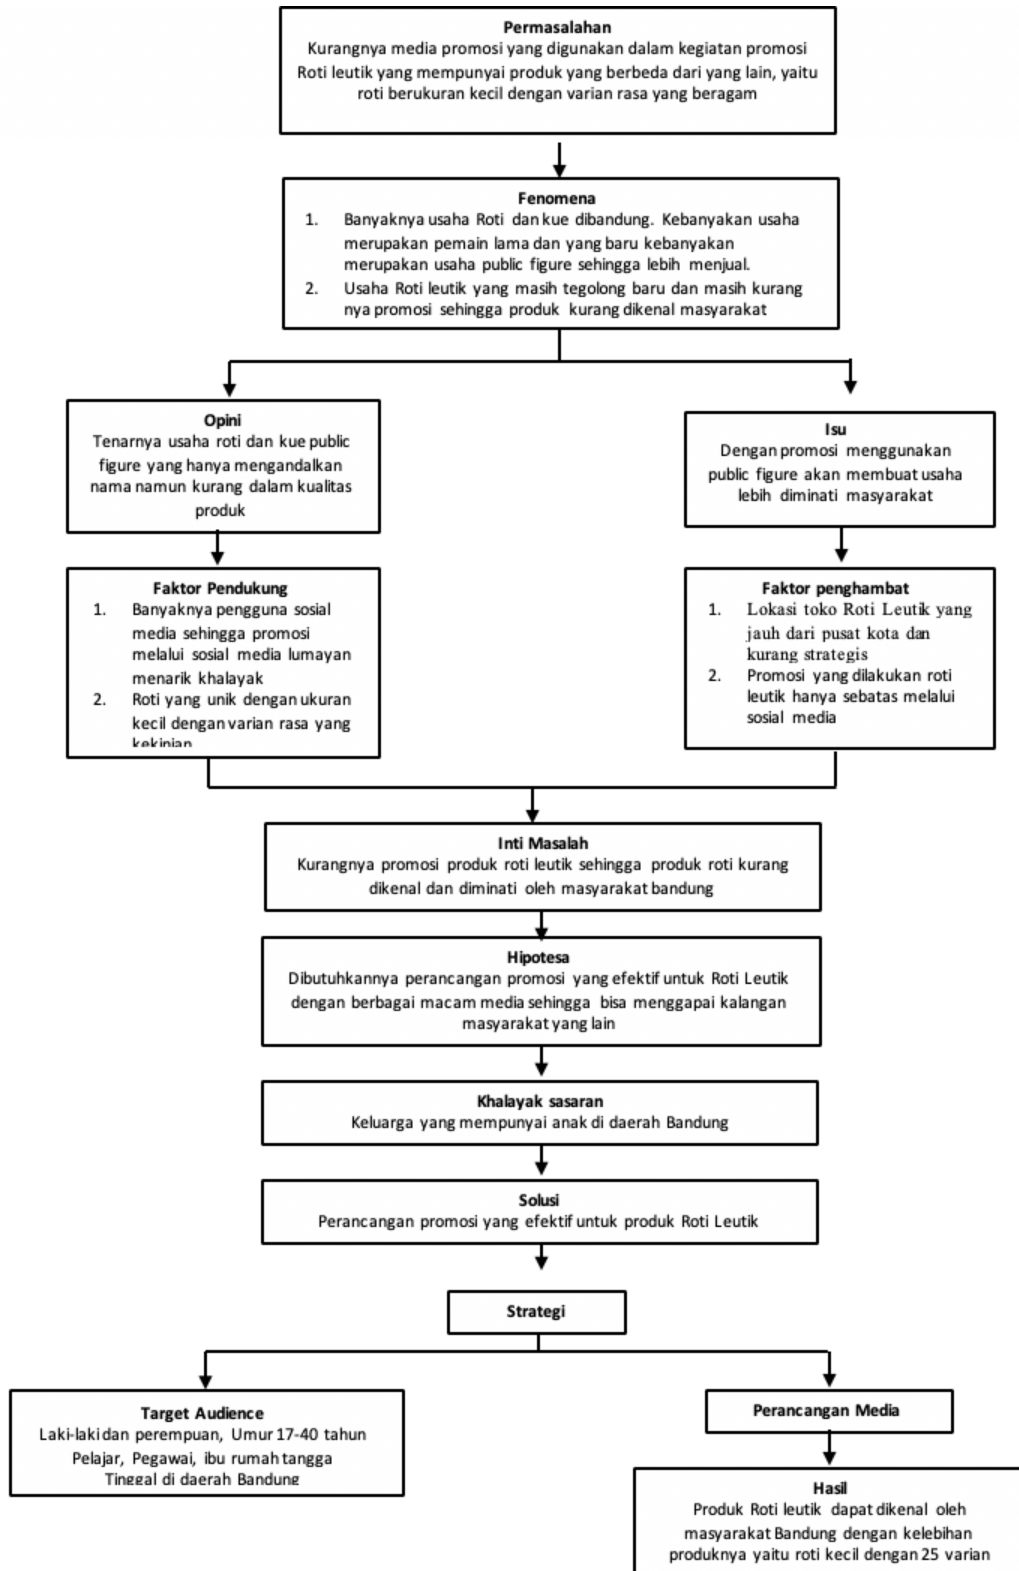 Permasalahan
Kurangnya media promosi yang digunakan dalam kegiatan promosi
Roti leutik yang mempunyai produk yang berbeda dari yang lain, yaitu
roti berukuran kecil dengan varian rasa yang beragam
Fenomena
1. Banyaknya usaha Roti dan kue dibandung. Kebanyakan usaha
merupakan pemain lama dan yang baru kebanyakan
merupakan usaha public figure sehingga lebih menjual.
2. Usaha Roti leutik yang masih tegolong baru dan masih kurang
nya promosi sehingga produk kurang dikenal masyarakat
Opini
Tenarnya usaha roti dan kue public
figure yang hanya mengandalkan
nama namun kurang dalam kualitas
produk
Isu
Dengan promosi menggunakan
public figure akan membuat usaha
lebih diminati masyarakat
Faktor Pendukung
1. Banyaknya pengguna sosial
media sehingga promosi
melalui sosial media lumayan
menarik khalayak
2. Roti yang unik dengan ukuran
kecil dengan varian rasa yang
kekinian
Faktor penghambat
1. Lokasi toko Roti Leutik yang
jauh dari pusat kota dan
kurang strategis
2. Promosi yang dilakukan roti
leutik hanya sebatas melalui
sosial media
Inti Masalah
Kurangnya promosi produk roti leutik sehingga produk roti kurang
dikenal dan diminati oleh masyarakat bandung
Hipotesa
Dibutuhkannya perancangan promosi yang efektif untuk Roti Leutik
dengan berbagai macam media sehingga bisa menggapai kalangan
masyarakat yang lain
Khalayak sasaran
Keluarga yang mempunyai anak di daerah Bandung
Solusi
Perancangan promosi yang efektif untuk produk Roti Leutik
Strategi
Target Audience
Laki-laki dan perempuan, Umur 17-40 tahun
Pelajar, Pegawai, ibu rumah tangga
Tinggal di daerah Bandung
Perancangan Media
Hasil
Produk Roti leutik dapat dikenal oleh
masyarakat Bandung dengan kelebihan
produknya yaitu roti kecil dengan 25 varian